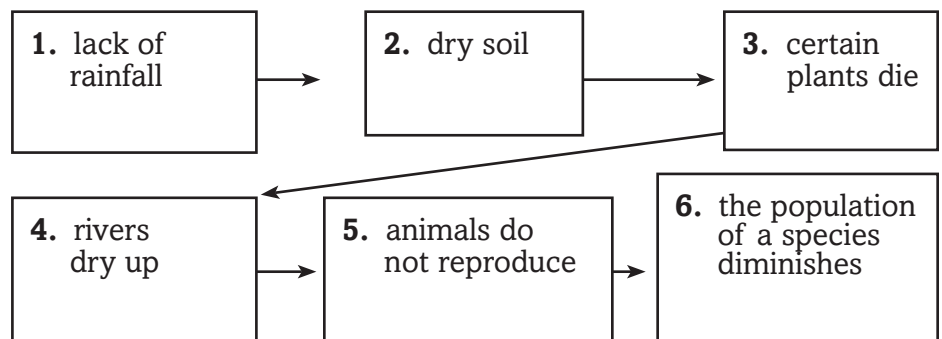 1. lack of
rainfall
2. dry soil
3. certain
plants die
4. rivers
dry up
5. animals do
not reproduce
6. the population
of a species
diminishes